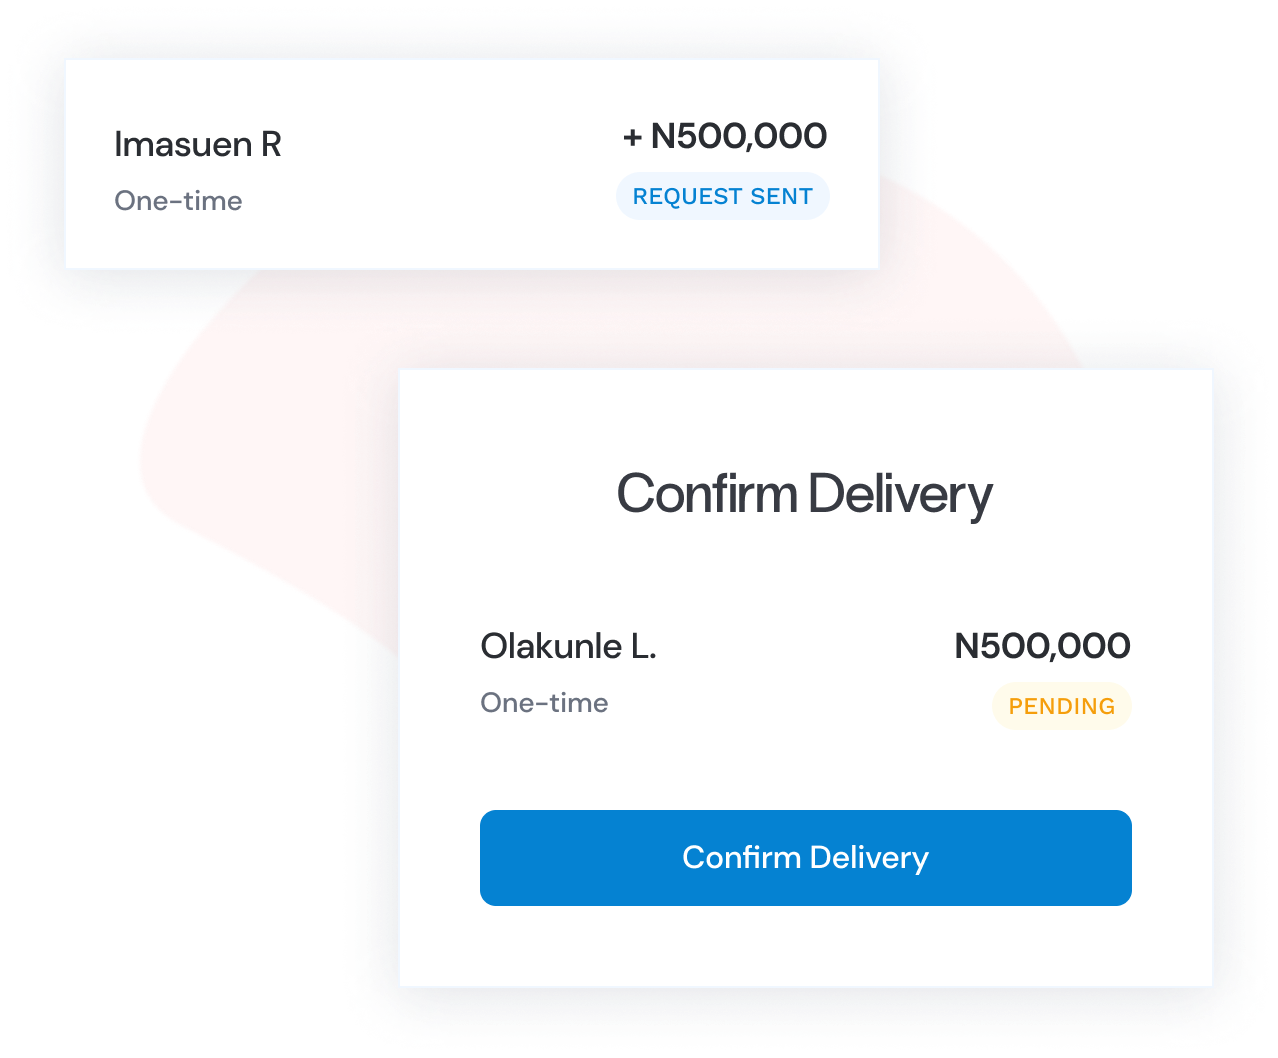 Imasuen R
+ N500,000
One-time
REQUEST SENT
Confirm Delivery
Olakunle L.
N500,000
One-time
PENDING
Confirm Delivery